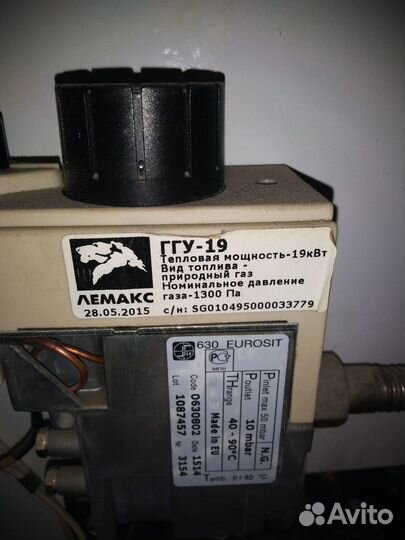 ГГУ-19
Тепловая мощность-19кВт
Вид топлива -
природный газ
Номинальное давление
газа-1300 Па
ЛЕМАКС
28.05.2015
с/н: SG010495000033779
630 EUROSIT
N.G.
P inlet max 50 mbar
P outlet 10 mbar
TH range 40 - 90°C
Made in EU
Code 0630802 Date 1514
Lot 1087457 Nr 3154
T amb. 0÷80 °C
Avito